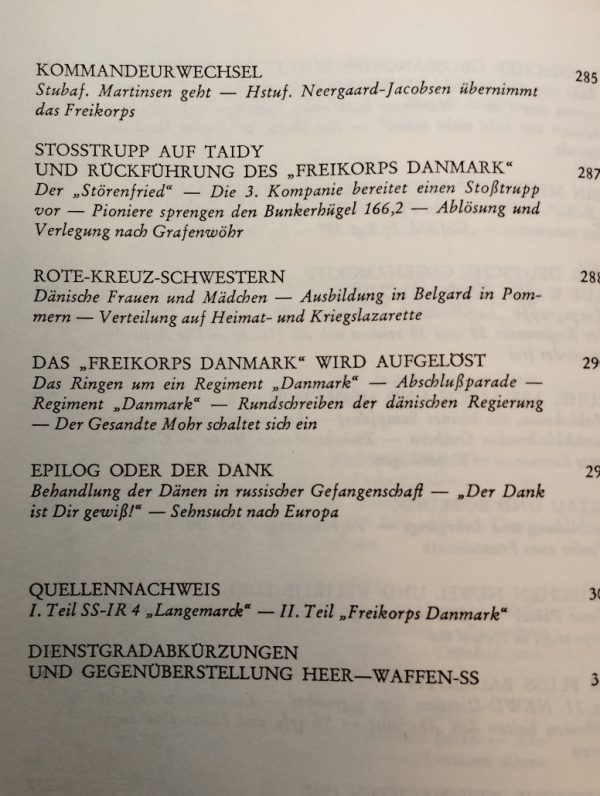 KOMMANDEURWECHSEL 285
Stubaf. Martinsen geht — Hstuf. Neergaard-Jacobsen übernimmt
das Freikorps
STOSSTRUPP AUF TAIDY
UND RÜCKFÜHRUNG DES „FREIKORPS DANMARK“ 287
Der „Störenfried“ — Die 3. Kompanie bereitet einen Stoßtrupp
vor — Pioniere sprengen den Bunkerhügel 166,2 — Ablösung und
Verlegung nach Grafenwöhr
ROTE-KREUZ-SCHWESTERN 288
Dänische Frauen und Mädchen — Ausbildung in Belgard in Pom-
mern — Verteilung auf Heimat- und Kriegslazarette
DAS „FREIKORPS DANMARK“ WIRD AUFGELÖST
Das Ringen um ein Regiment „Danmark“ — Abschlußparade —
Regiment „Danmark“ — Rundschreiben der dänischen Regierung
— Der Gesandte Mohr schaltet sich ein
EPILOG ODER DER DANK
Behandlung der Dänen in russischer Gefangenschaft — „Der Dank
ist Dir gewiß!“ — Sehnsucht nach Europa
QUELLENNACHWEIS
I. Teil SS-IR 4 „Langemarck“ — II. Teil „Freikorps Danmark“
DIENSTGRADABKÜRZUNGEN
UND GEGENÜBERSTELLUNG HEER—WAFFEN-SS